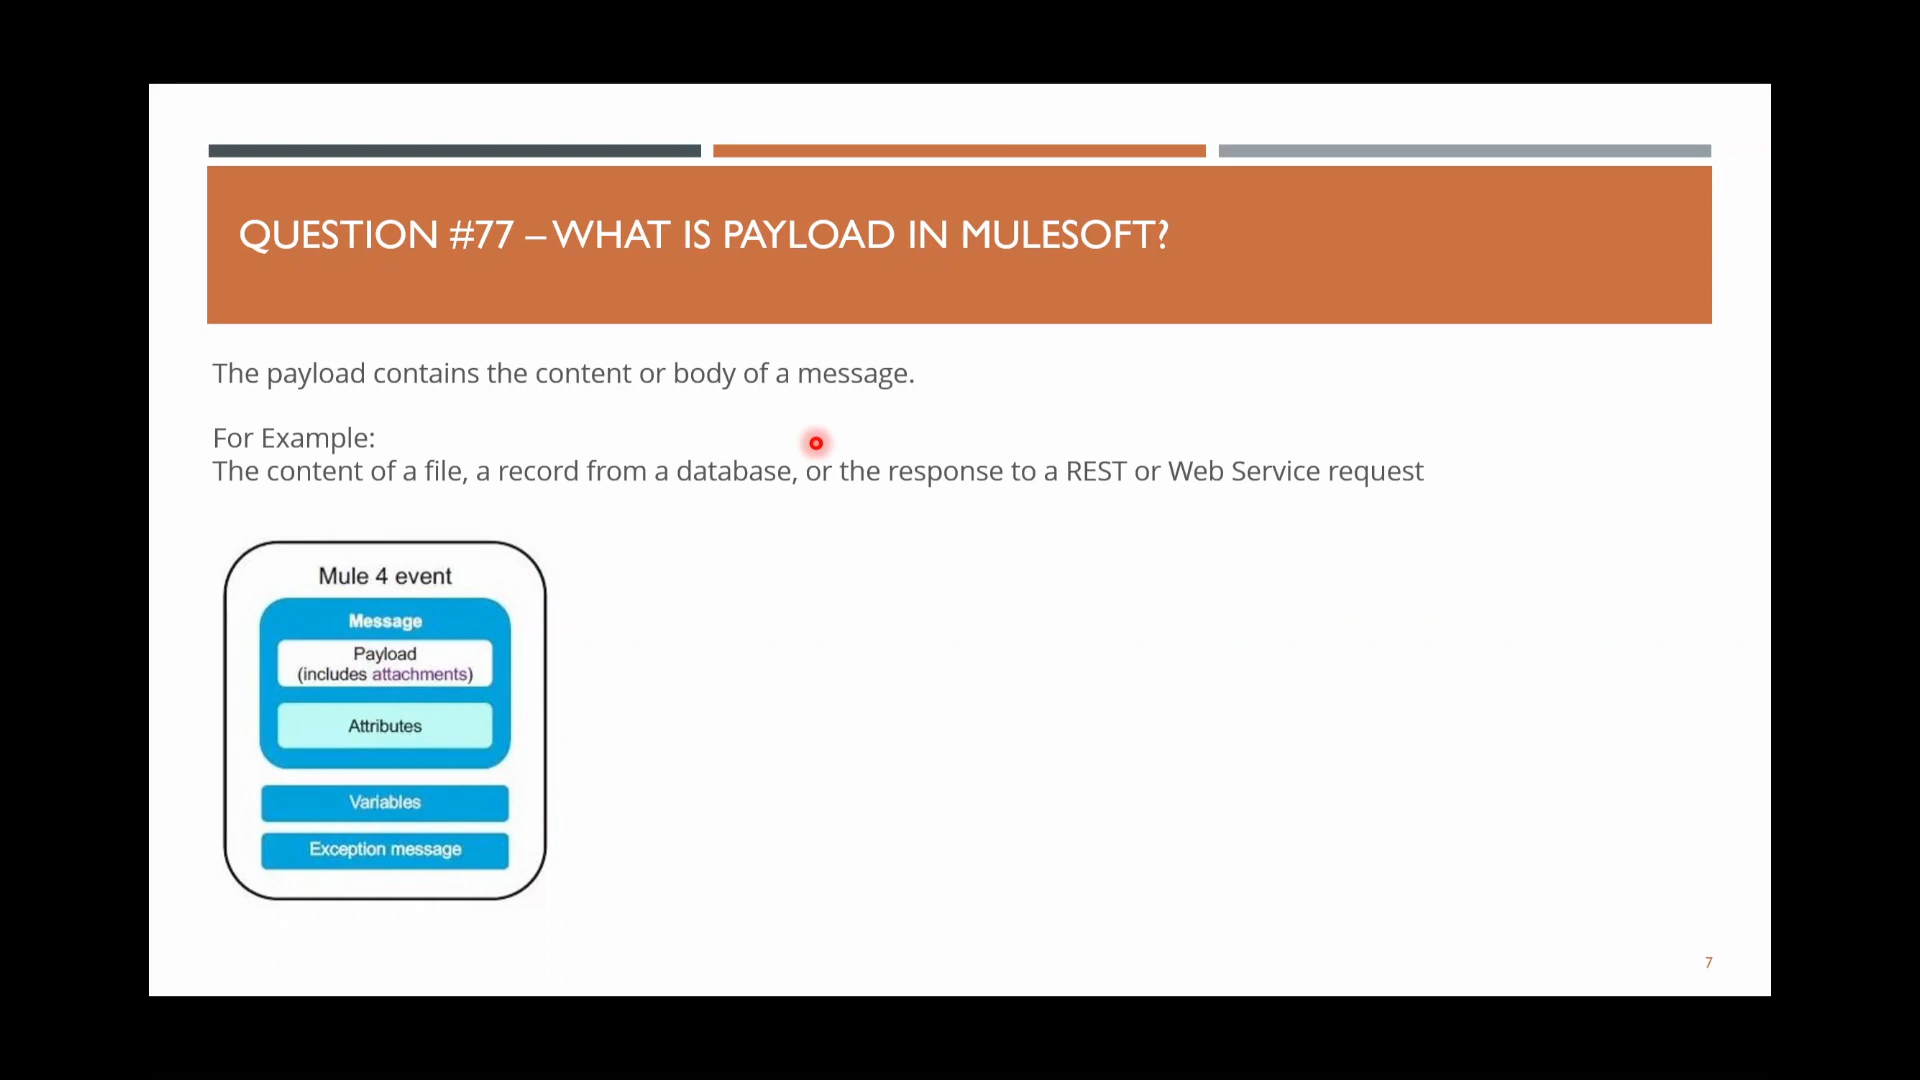 QUESTION #77 – WHAT IS PAYLOAD IN MULESOFT?
The payload contains the content or body of a message.
For Example:
The content of a file, a record from a database, or the response to a REST or Web Service request
Mule 4 event
Message
Payload
(includes attachments)
Attributes
Variables
Exception message
7